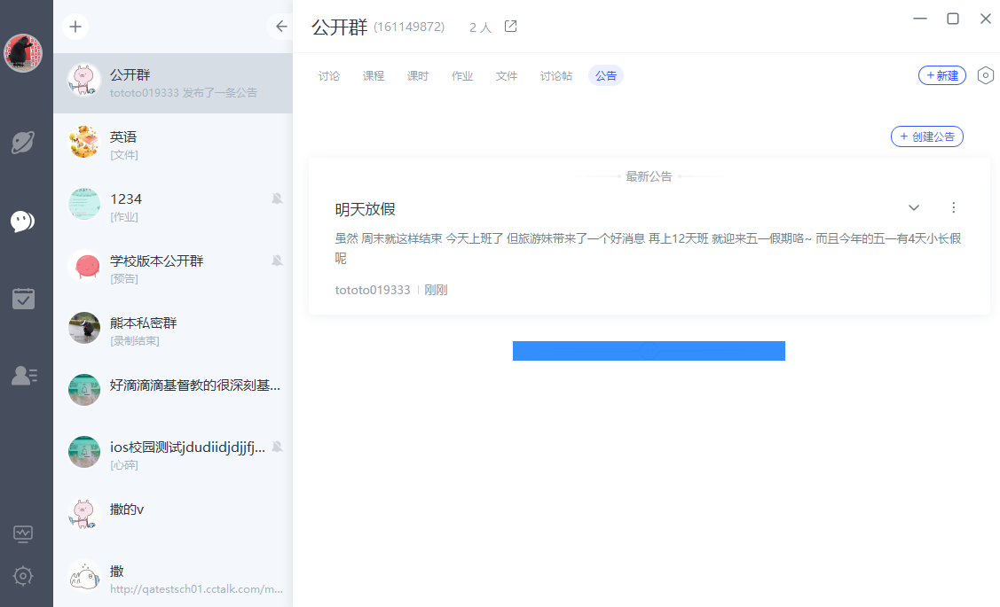 公开群 (161149872) 2 人
公开群
tototo019333 发布了一条公告
英语
[文件]
1234
[作业]
学校版本公开群
[预告]
熊本私密群
[录制结束]
好滴滴滴基督教的很深刻基...
ios校园测试jdudiidjdjjfj...
[心碎]
撒的v
撒
http://qatestsch01.cctalk.com/m...
讨论 课程 课时 作业 文件 讨论帖 公告 +新建
+ 创建公告
最新公告
明天放假
虽然 周末就这样结束 今天上班了 但旅游妹带来了一个好消息 再上12天班 就迎来五一假期咯~ 而且今年的五一有4天小长假
呢
tototo019333 | 刚刚